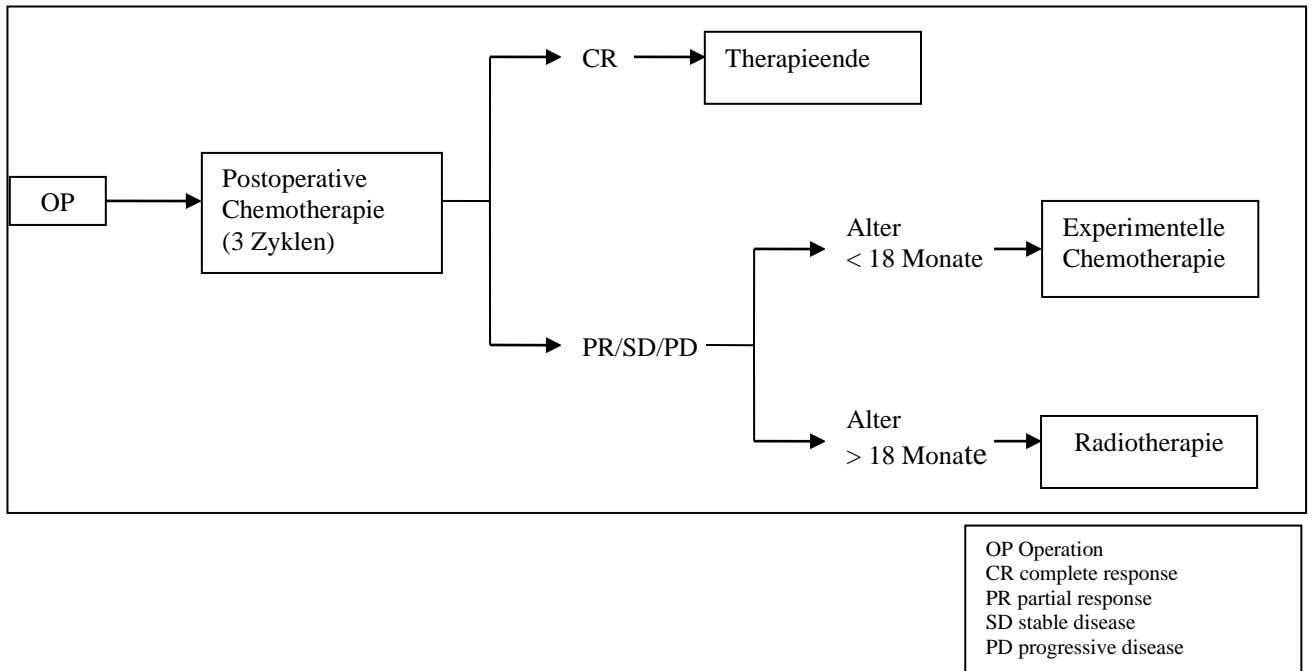 CR
Therapieende
OP
Postoperative
Chemotherapie
(3 Zyklen)
Alter
< 18 Monate
Experimentelle
Chemotherapie
PR/SD/PD
Alter
> 18 Monate
Radiotherapie
OP Operation
CR complete response
PR partial response
SD stable disease
PD progressive disease